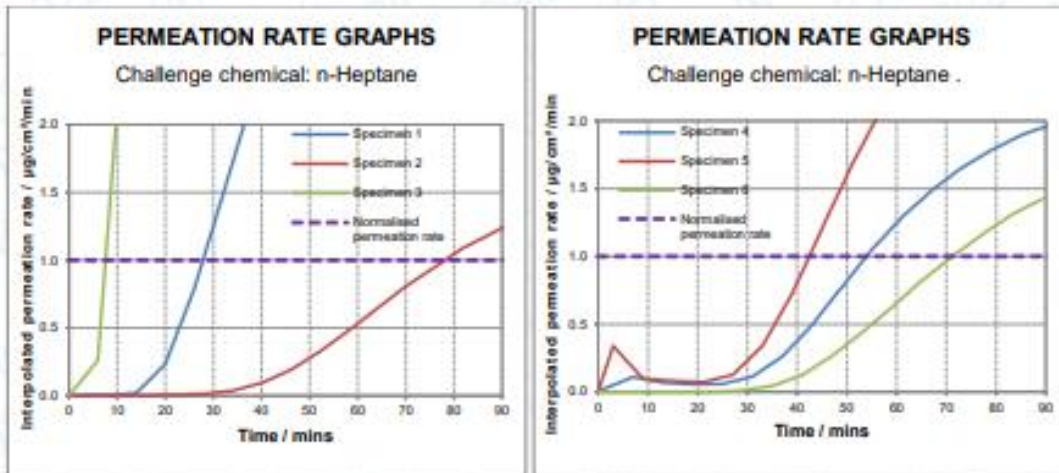 PERMEATION RATE GRAPHS
Challenge chemical: n-Heptane
Interpolated permeation rate / µg/cm²/min
2.0
1.5
1.0
0.5
0.0
Specimen 1
Specimen 2
Specimen 3
Normalised
permeation rate
0 10 20 30 40 50 60 70 80 90
Time / mins
PERMEATION RATE GRAPHS
Challenge chemical: n-Heptane .
Interpolated permeation rate / µg/cm²/min
2.0
1.5
1.0
0.5
0.0
Specimen 4
Specimen 5
Specimen 6
Normalised
permeation rate
0 10 20 30 40 50 60 70 80 90
Time / mins